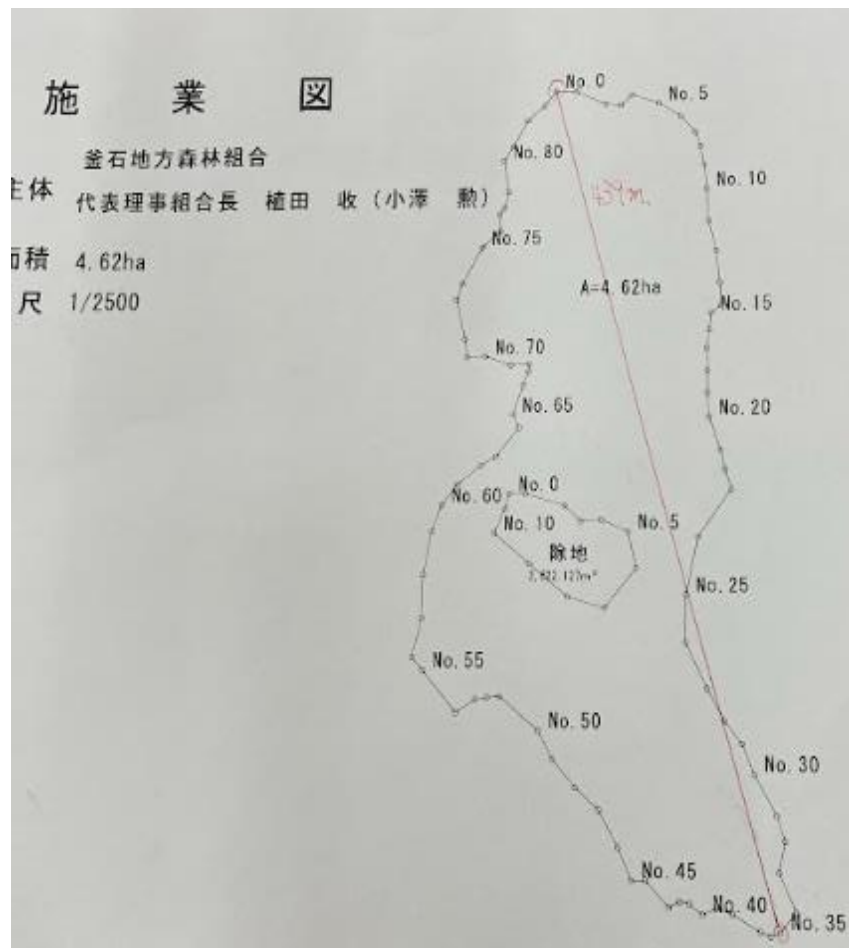 施 業 図
釜石地方森林組合
主体
代表理事組合長 植田 収（小澤 勲）
面積 4.62ha
尺 1/2500
No. 0
No. 5
No. 80
No. 10
439m
No. 75
A=4.62ha
No. 15
No. 70
No. 65
No. 20
No. 60
No. 0
No. 10
No. 5
除地
No. 25
No. 55
No. 50
No. 30
No. 45
No. 40
No. 35